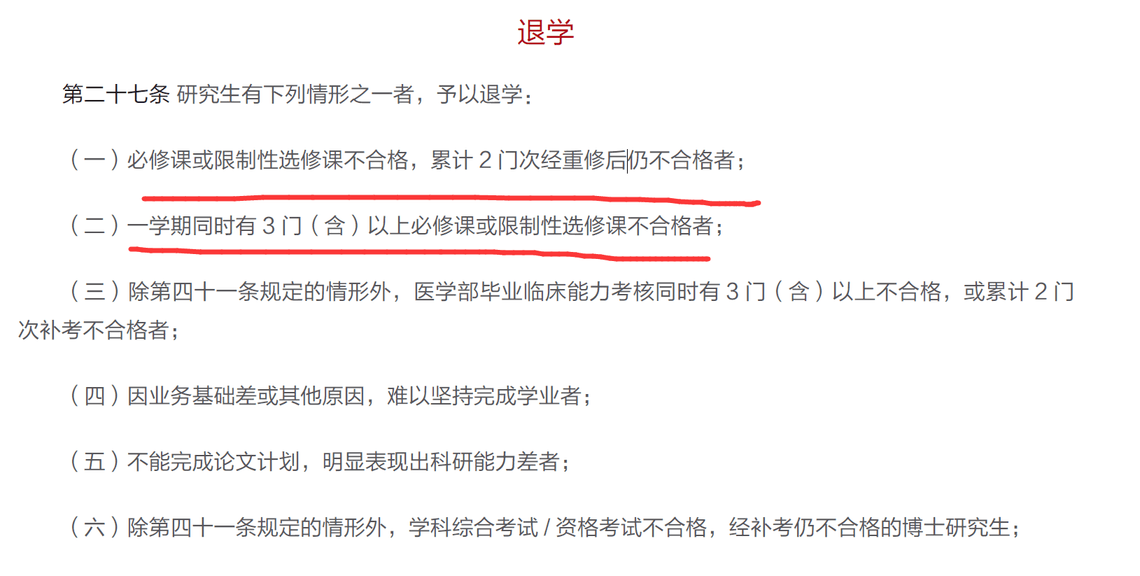 退学
第二十七条 研究生有下列情形之一者，予以退学：
（一）必修课或限制性选修课不合格，累计 2 门次经重修后仍不合格者；
（二）一学期同时有 3 门（含）以上必修课或限制性选修课不合格者；
（三）除第四十一条规定的情形外，医学部毕业临床能力考核同时有 3 门（含）以上不合格，或累计 2 门
次补考不合格者；
（四）因业务基础差或其他原因，难以坚持完成学业者；
（五）不能完成论文计划，明显表现出科研能力差者；
（六）除第四十一条规定的情形外，学科综合考试 / 资格考试不合格，经补考仍不合格的博士研究生；